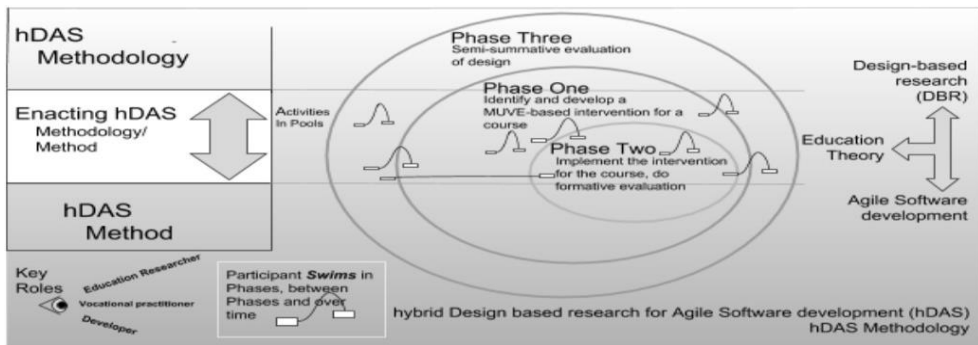 hDAS
Methodology
Enacting hDAS
Methodology/
Method
hDAS
Method
Activities
In Pools
Phase Three
Semi-summative evaluation
of design
Phase One
Identify and develop a
MUVE-based intervention for a
course
Phase Two
Implement the intervention
for the course, do
formative evaluation
Design-based
research
(DBR)
Education
Theory
Agile Software
development
Key
Roles
Education Researcher
Vocational practitioner
Developer
Participant Swims in
Phases, between
Phases and over
time
hybrid Design based research for Agile Software development (hDAS)
hDAS Methodology